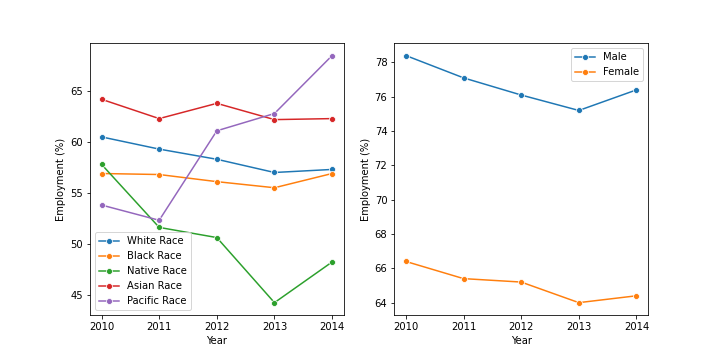 Employment (%)
65
60
55
50
45
White Race
Black Race
Native Race
Asian Race
Pacific Race
2010 2011 2012 2013 2014
Year
Employment (%)
78
76
74
72
70
68
66
64
Male
Female
2010 2011 2012 2013 2014
Year